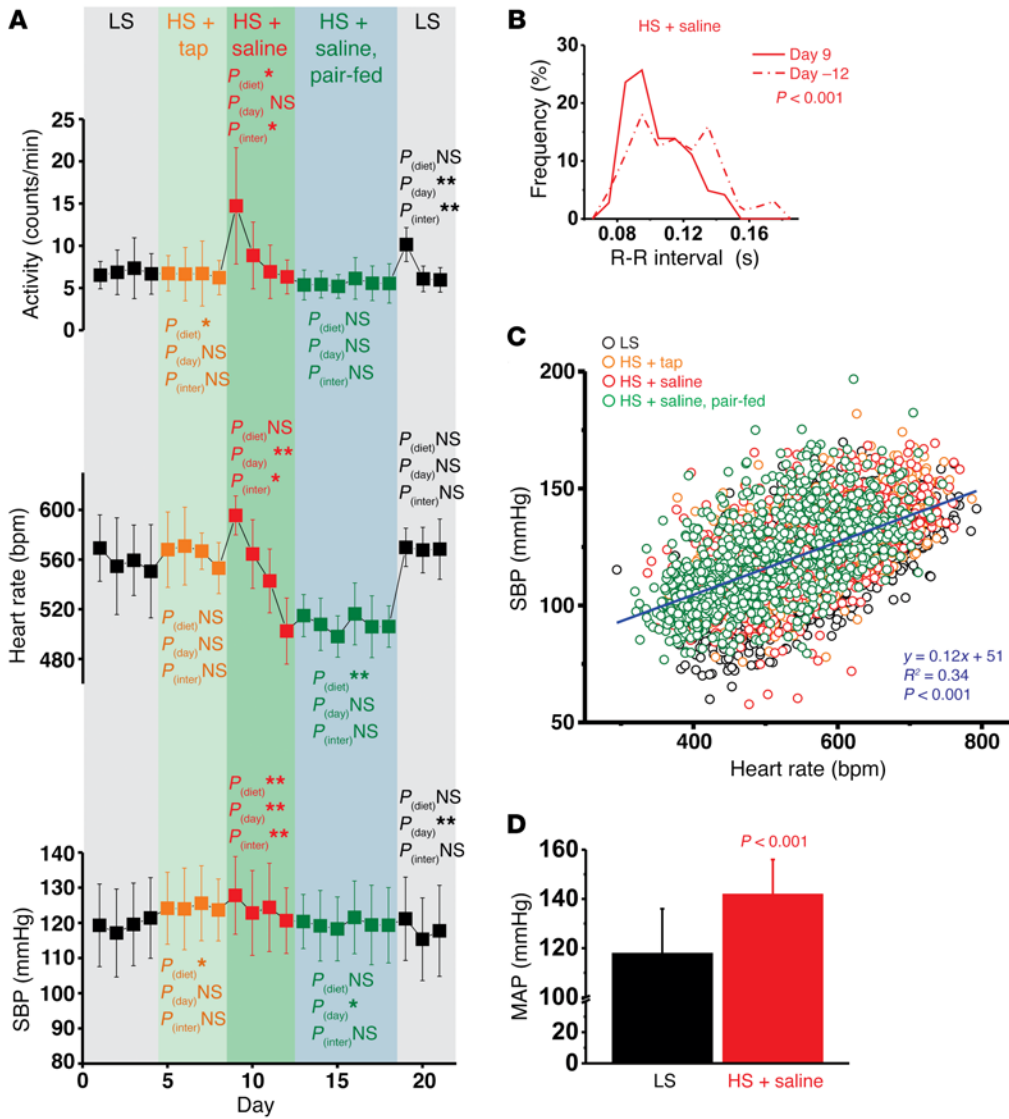 A
LS
HS +
tap
HS +
saline
HS +
saline,
pair-fed
LS
P(diet)*
P(day)NS
P(inter)*
P(diet)NS
P(day)**
P(inter)**
25
20
15
10
5
0
Activity (counts/min)
P(diet)*
P(day)NS
P(inter)NS
P(diet)NS
P(day)NS
P(inter)NS
P(diet)NS
P(day)**
P(inter)*
P(diet)NS
P(day)NS
P(inter)NS
600
560
520
480
Heart rate (bpm)
P(diet)NS
P(day)NS
P(inter)NS
P(diet)**
P(day)NS
P(inter)NS
P(diet)**
P(day)**
P(inter)**
P(diet)NS
P(day)**
P(inter)NS
140
130
120
110
100
90
80
SBP (mmHg)
P(diet)*
P(day)NS
P(inter)NS
P(diet)NS
P(day)*
P(inter)NS
0 5 10 15 20
Day
B
HS + saline
30
20
10
0
Frequency (%)
Day 9
Day –12
P < 0.001
0.08 0.12 0.16
R-R interval (s)
C
LS
HS + tap
HS + saline
HS + saline, pair-fed
200
150
100
50
SBP (mmHg)
y = 0.12x + 51
R² = 0.34
P < 0.001
400 600 800
Heart rate (bpm)
D
160
140
120
100
20
0
MAP (mmHg)
P < 0.001
LS HS + saline